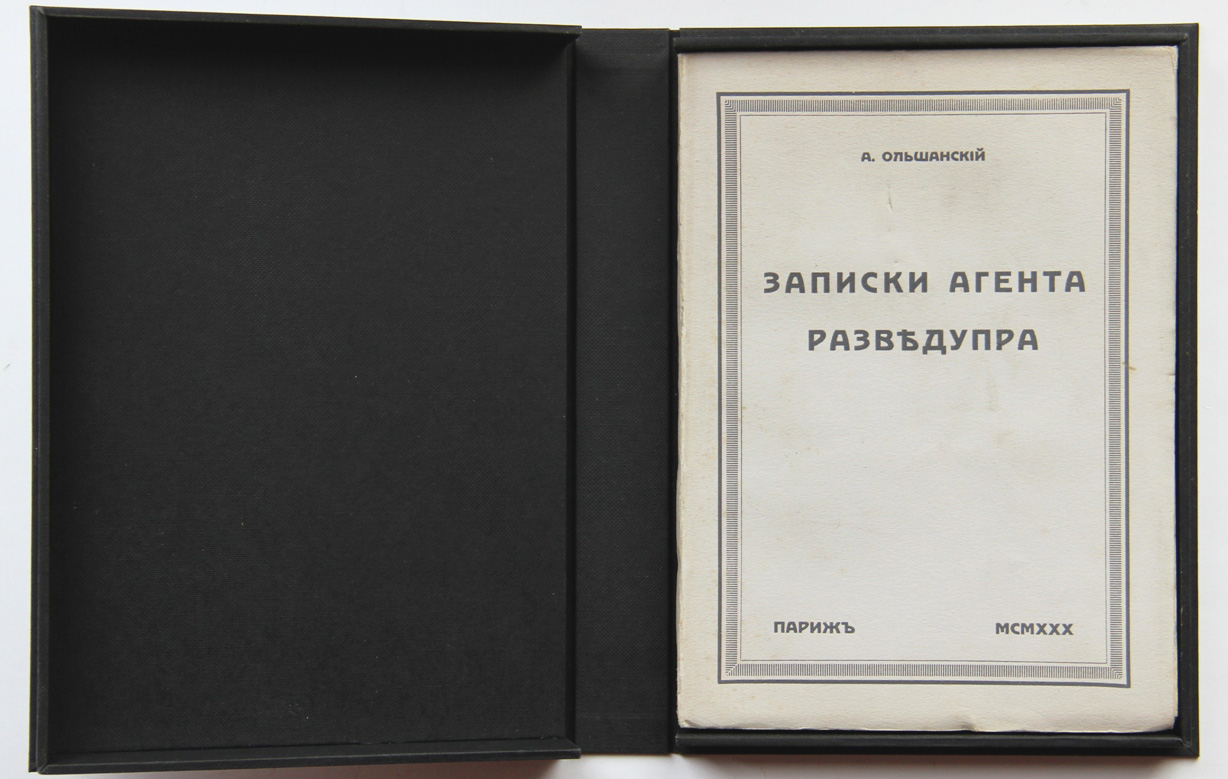 А. ОЛЬШАНСКІЙ
ЗАПИСКИ АГЕНТА
РАЗВѢДУПРА
ПАРИЖЪ
MCMXXX